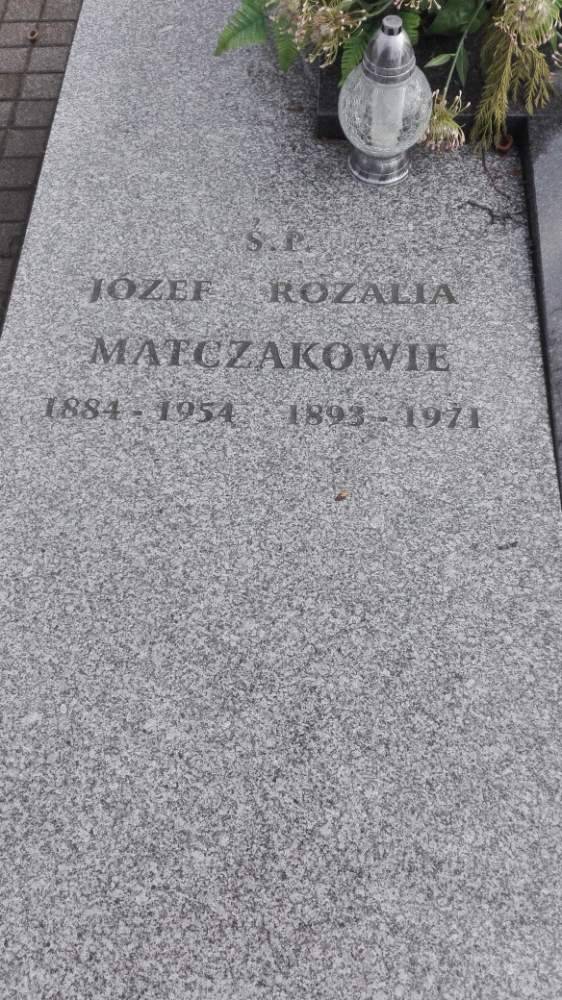 Ś.P.
JÓZEF ROZALIA
MATCZAKOWIE
1884 - 1954 1893 - 1971